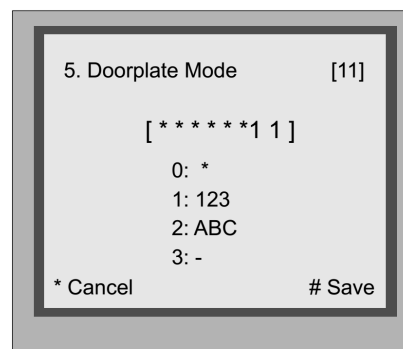 5. Doorplate Mode [11]
[ * * * * * *1 1 ]
0: *
1: 123
2: ABC
3: -
* Cancel # Save